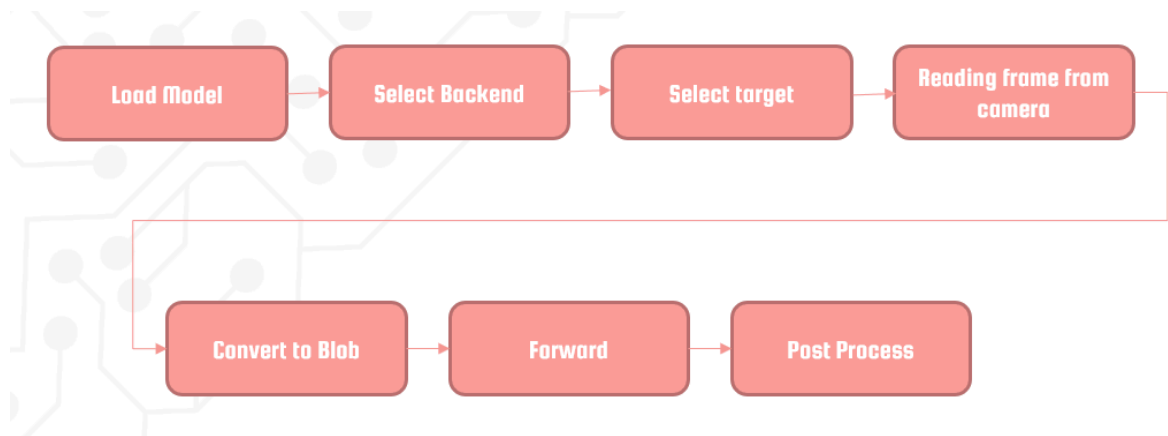 Load Model
Select Backend
Select target
Reading frame from
camera
Convert to Blob
Forward
Post Process